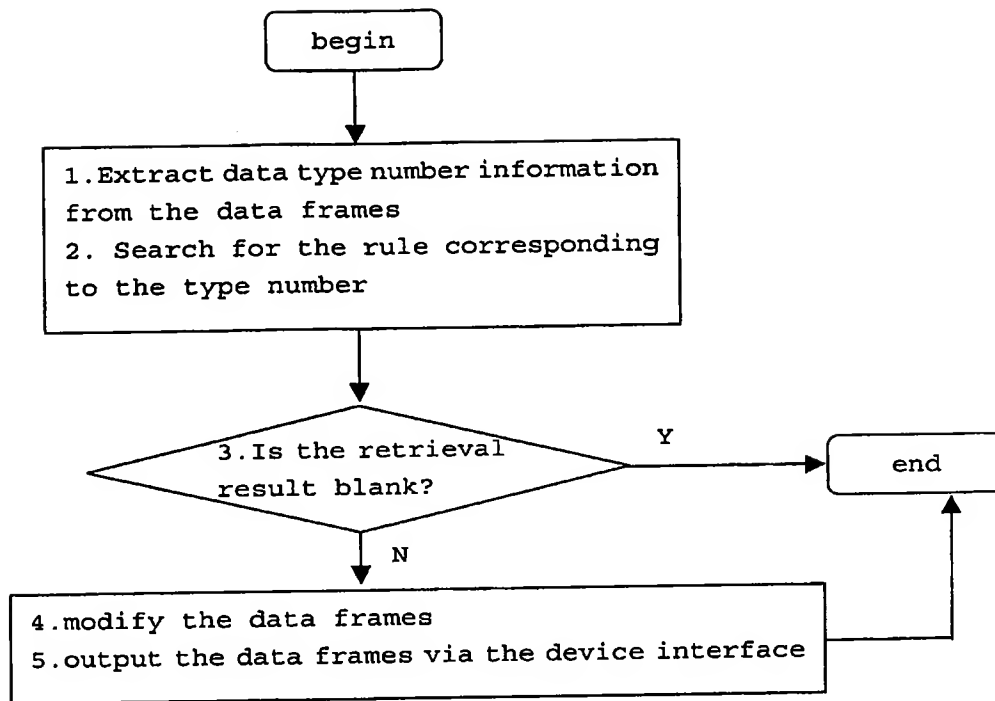 begin
1.Extract data type number information
from the data frames
2. Search for the rule corresponding
to the type number
3.Is the retrieval
result blank?
Y
end
N
4.modify the data frames
5.output the data frames via the device interface